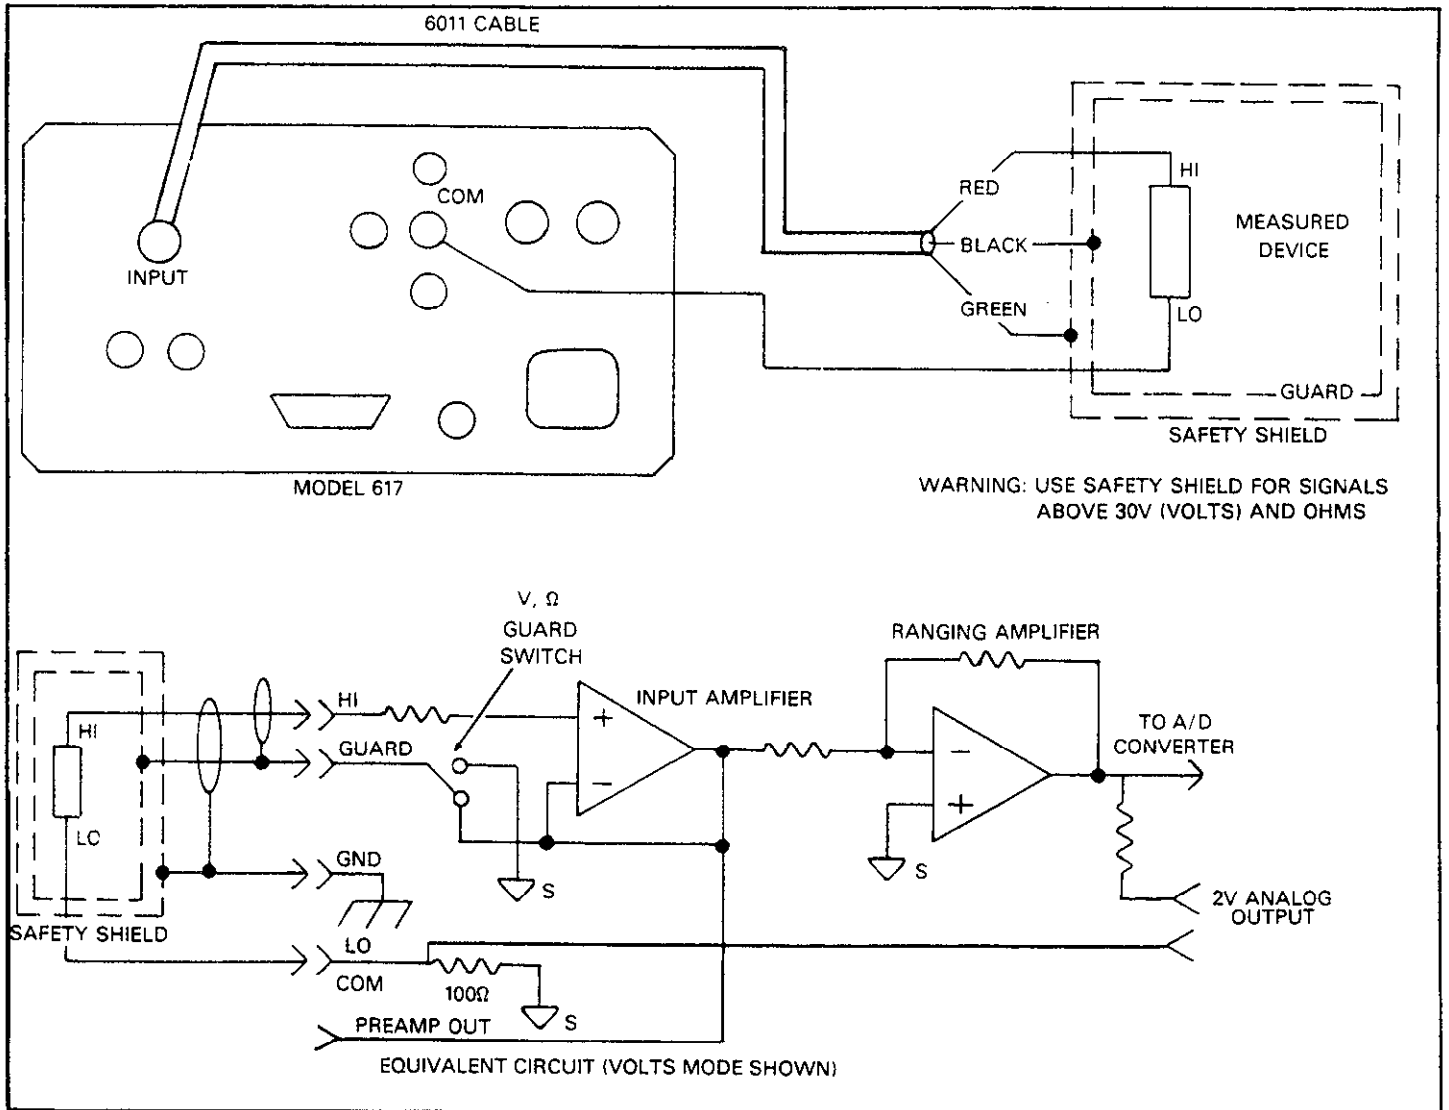 6011 CABLE
COM
INPUT
MODEL 617
RED
BLACK
GREEN
HI
LO
MEASURED
DEVICE
GUARD
SAFETY SHIELD
WARNING: USE SAFETY SHIELD FOR SIGNALS
ABOVE 30V (VOLTS) AND OHMS
V, Ω
GUARD
SWITCH
HI
LO
SAFETY SHIELD
HI
GUARD
GND
LO
COM
100Ω
S
S
PREAMP OUT
INPUT AMPLIFIER
+
−
RANGING AMPLIFIER
−
+
S
TO A/D
CONVERTER
2V ANALOG
OUTPUT
EQUIVALENT CIRCUIT (VOLTS MODE SHOWN)